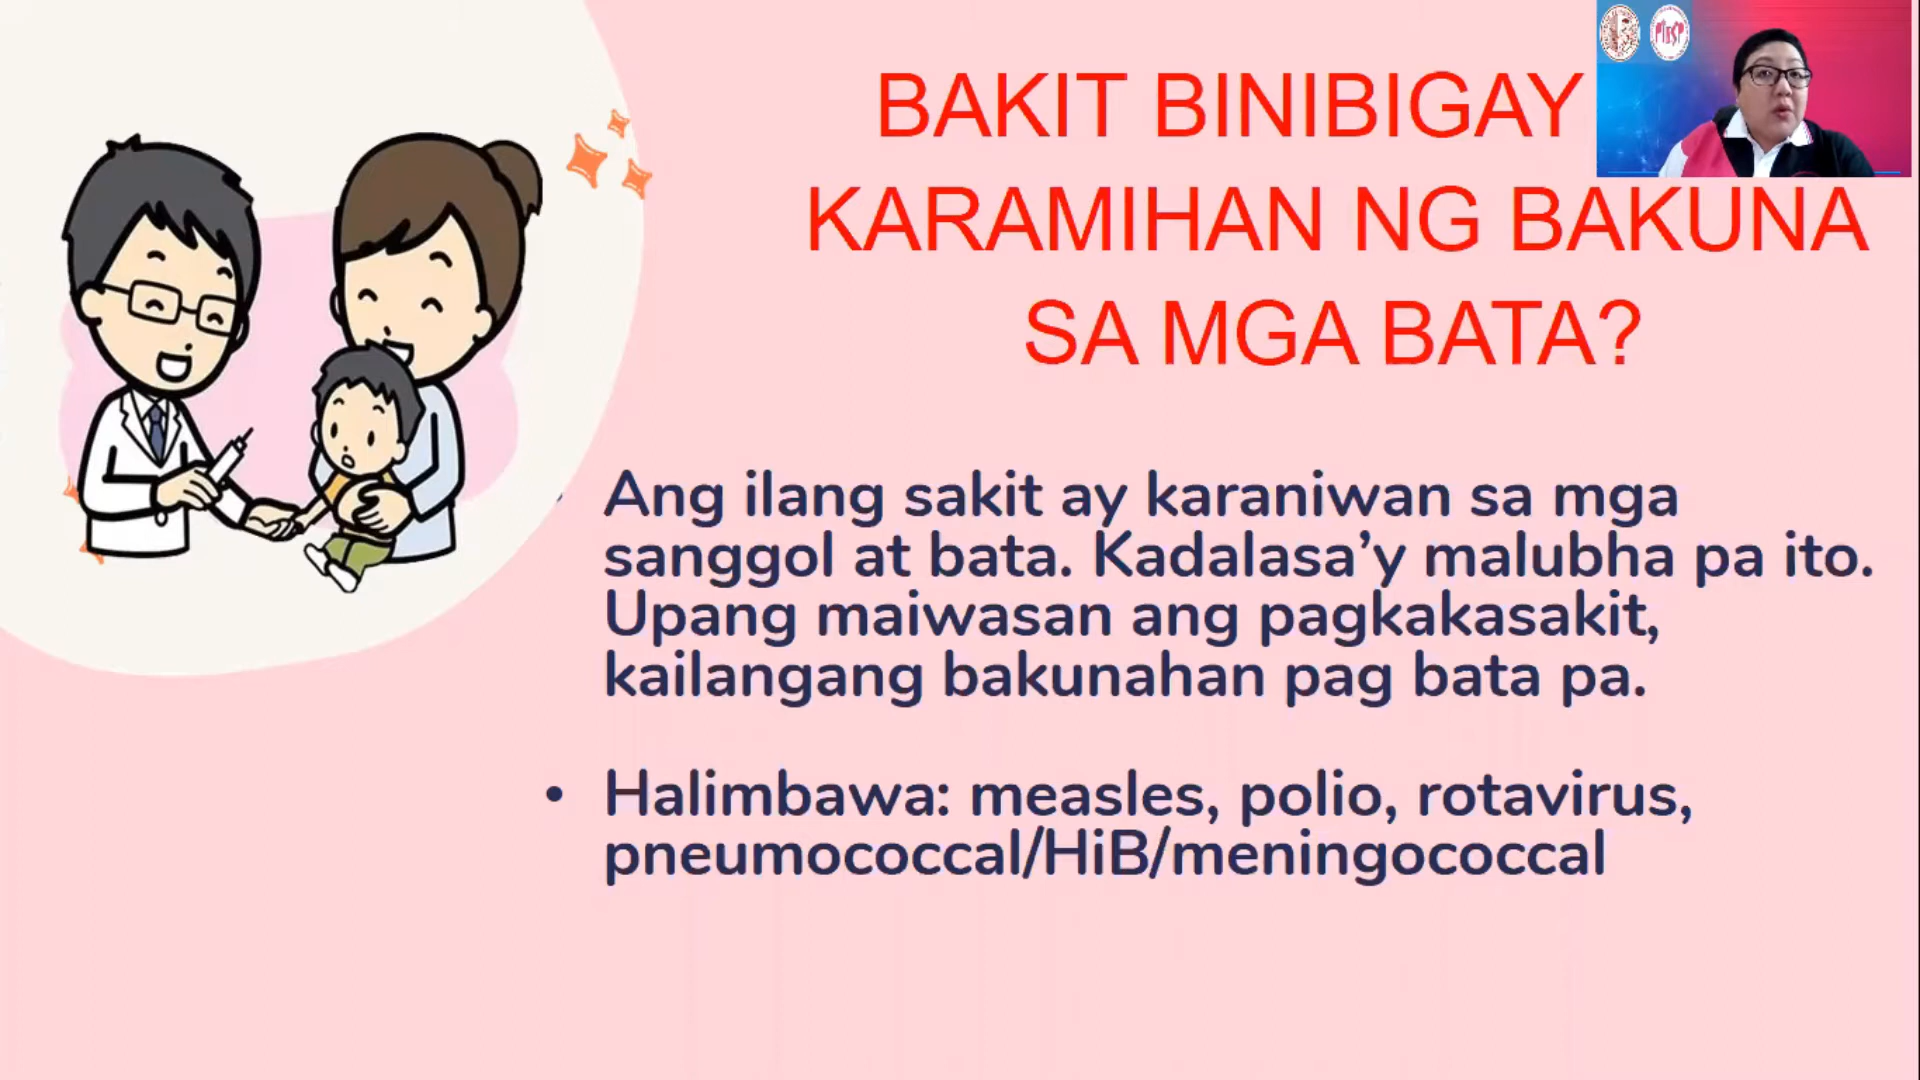 BAKIT BINIBIGAY
KARAMIHAN NG BAKUNA
SA MGA BATA?
Ang ilang sakit ay karaniwan sa mga
sanggol at bata. Kadalasa’y malubha pa ito.
Upang maiwasan ang pagkakasakit,
kailangang bakunahan pag bata pa.
• Halimbawa: measles, polio, rotavirus,
pneumococcal/HiB/meningococcal